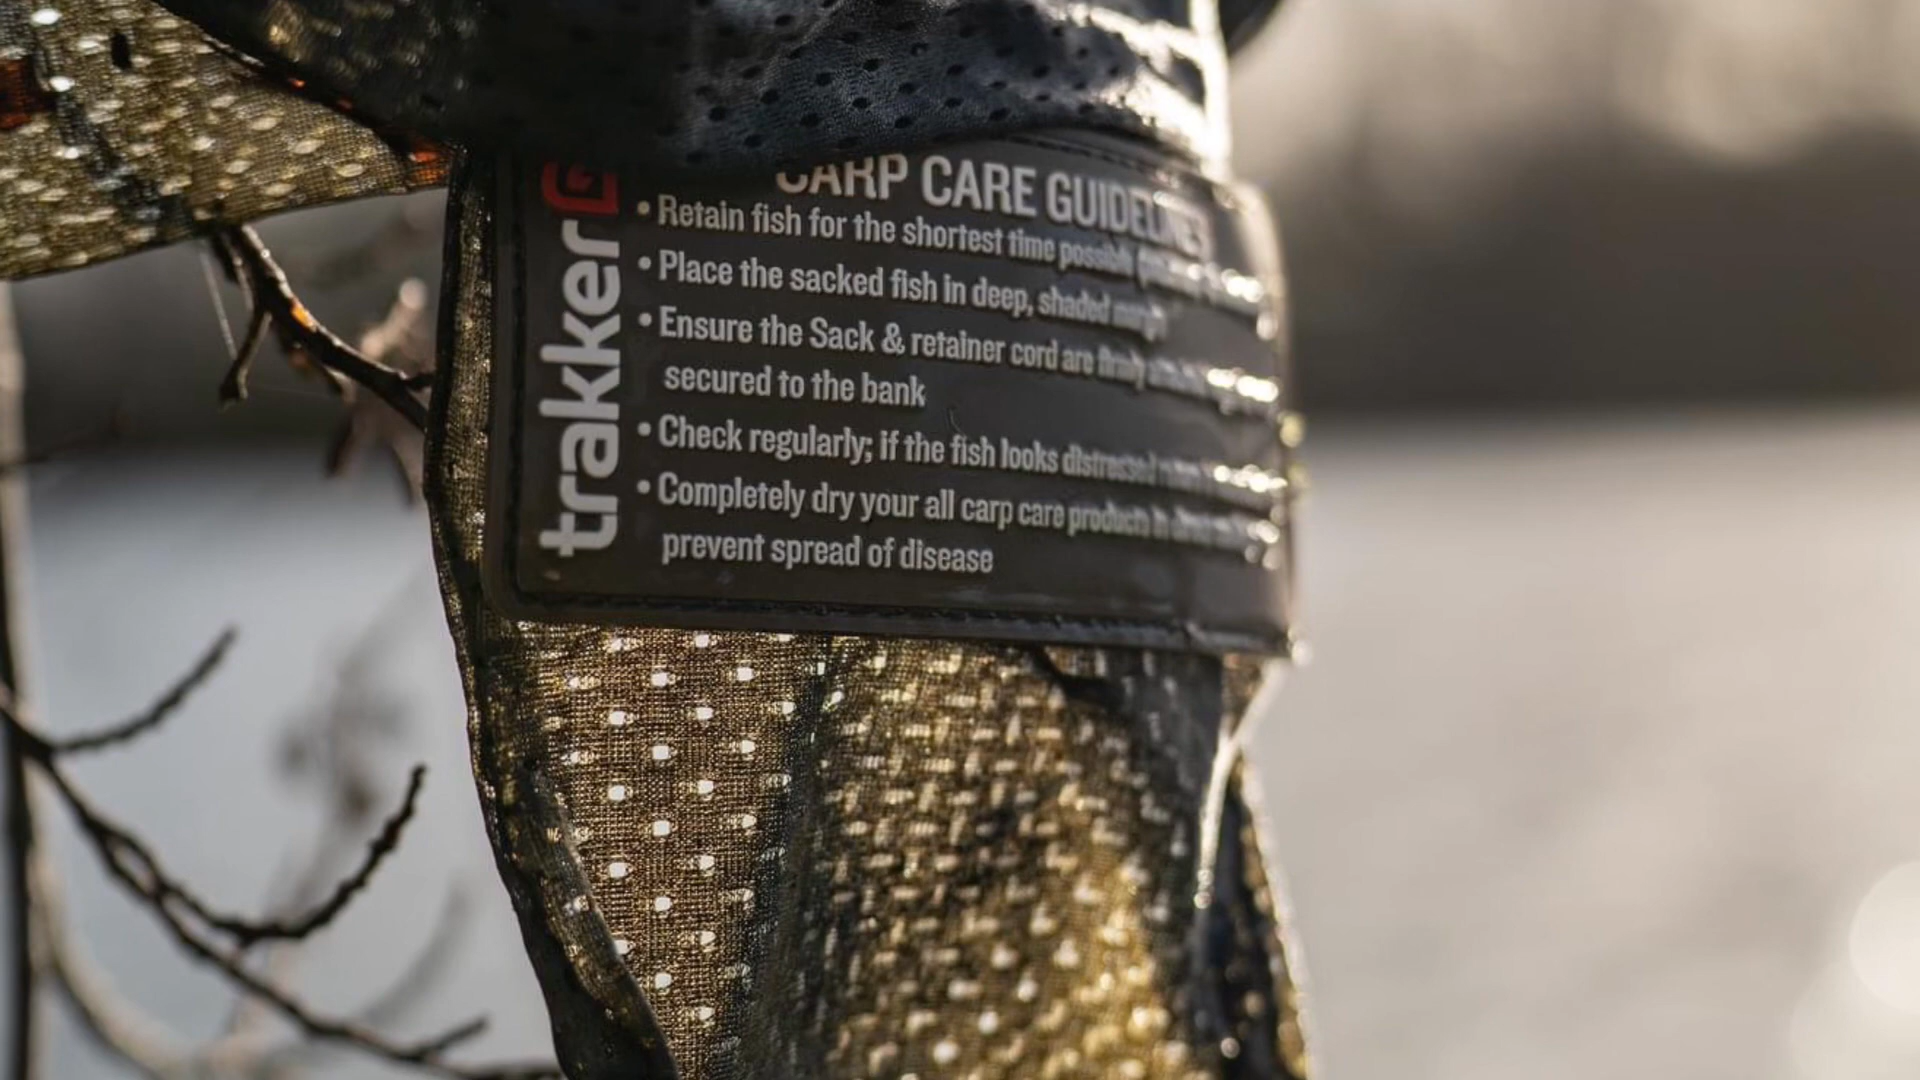 trakker
CARP CARE GUIDELINES
• Retain fish for the shortest time possible
• Place the sacked fish in deep, shaded
• Ensure the Sack & retainer cord are firmly
secured to the bank
• Check regularly; if the fish looks distressed
• Completely dry your all carp care products
prevent spread of disease